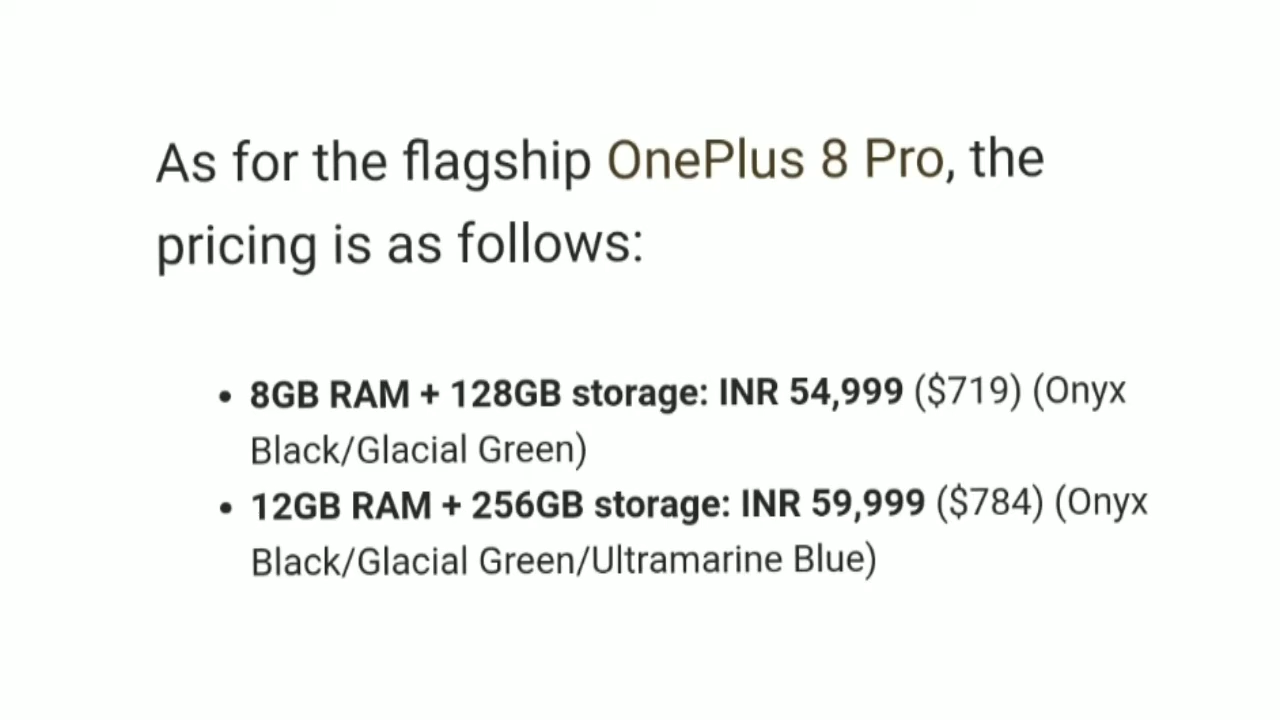 As for the flagship OnePlus 8 Pro, the
pricing is as follows:
• 8GB RAM + 128GB storage: INR 54,999 ($719) (Onyx
Black/Glacial Green)
• 12GB RAM + 256GB storage: INR 59,999 ($784) (Onyx
Black/Glacial Green/Ultramarine Blue)